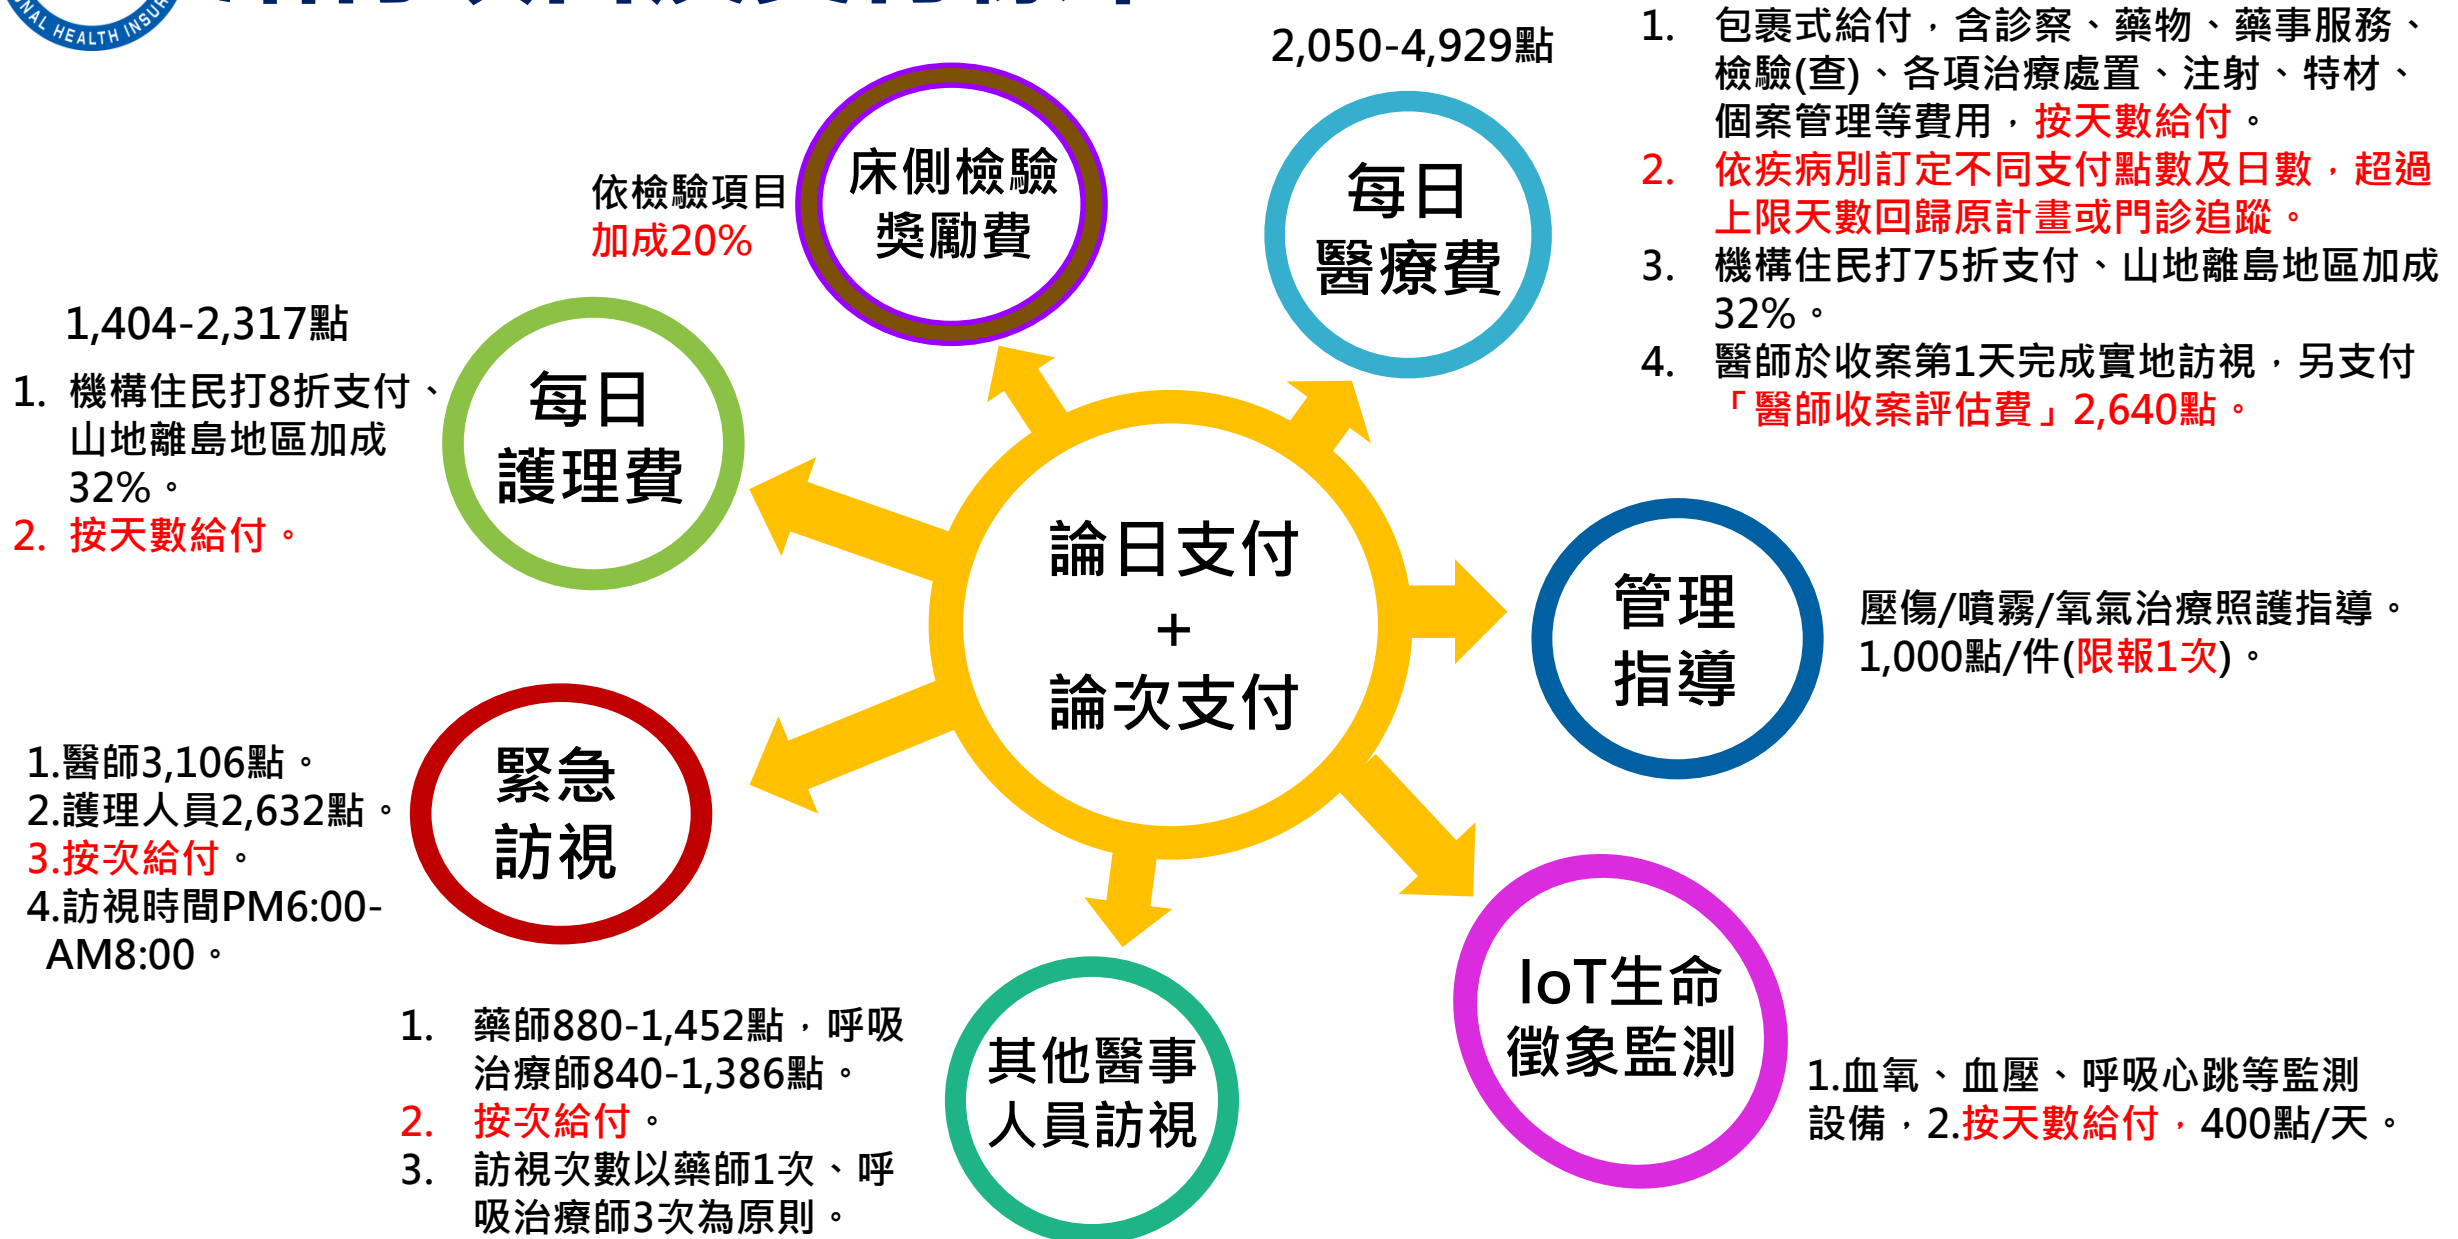 NAL HEALTH INSUR
2,050-4,929點
1. 包裹式給付，含診察、藥物、藥事服務、
檢驗(查)、各項治療處置、注射、特材、
個案管理等費用，按天數給付。
2. 依疾病別訂定不同支付點數及日數，超過
上限天數回歸原計畫或門診追蹤。
3. 機構住民打75折支付、山地離島地區加成
32%。
4. 醫師於收案第1天完成實地訪視，另支付
「醫師收案評估費」2,640點。
每日
醫療費
床側檢驗
獎勵費
依檢驗項目
加成20%
1,404-2,317點
1. 機構住民打8折支付、
山地離島地區加成
32%。
2. 按天數給付。
每日
護理費
論日支付
+
論次支付
管理
指導
壓傷/噴霧/氧氣治療照護指導。
1,000點/件(限報1次)。
緊急
訪視
1.醫師3,106點。
2.護理人員2,632點。
3.按次給付。
4.訪視時間PM6:00-
AM8:00。
IoT生命
徵象監測
1.血氧、血壓、呼吸心跳等監測
設備，2.按天數給付，400點/天。
其他醫事
人員訪視
1. 藥師880-1,452點，呼吸
治療師840-1,386點。
2. 按次給付。
3. 訪視次數以藥師1次、呼
吸治療師3次為原則。